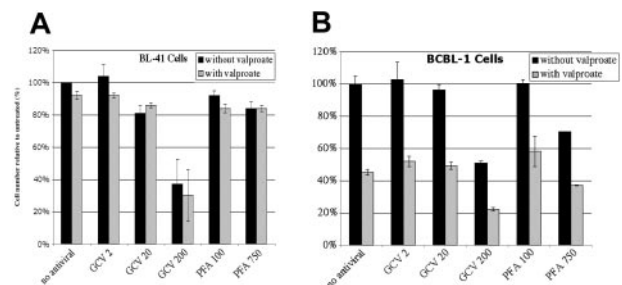 A
BL-41 Cells
without valproate
with valproate
Cell number relative to untreated (%)
120%
100%
80%
60%
40%
20%
0%
no antiviral
GCV 2
GCV 20
GCV 200
PFA 100
PFA 750
B
BCBL-1 Cells
without valproate
with valproate
120%
100%
80%
60%
40%
20%
0%
no antiviral
GCV 2
GCV 20
GCV 200
PFA 100
PFA 750